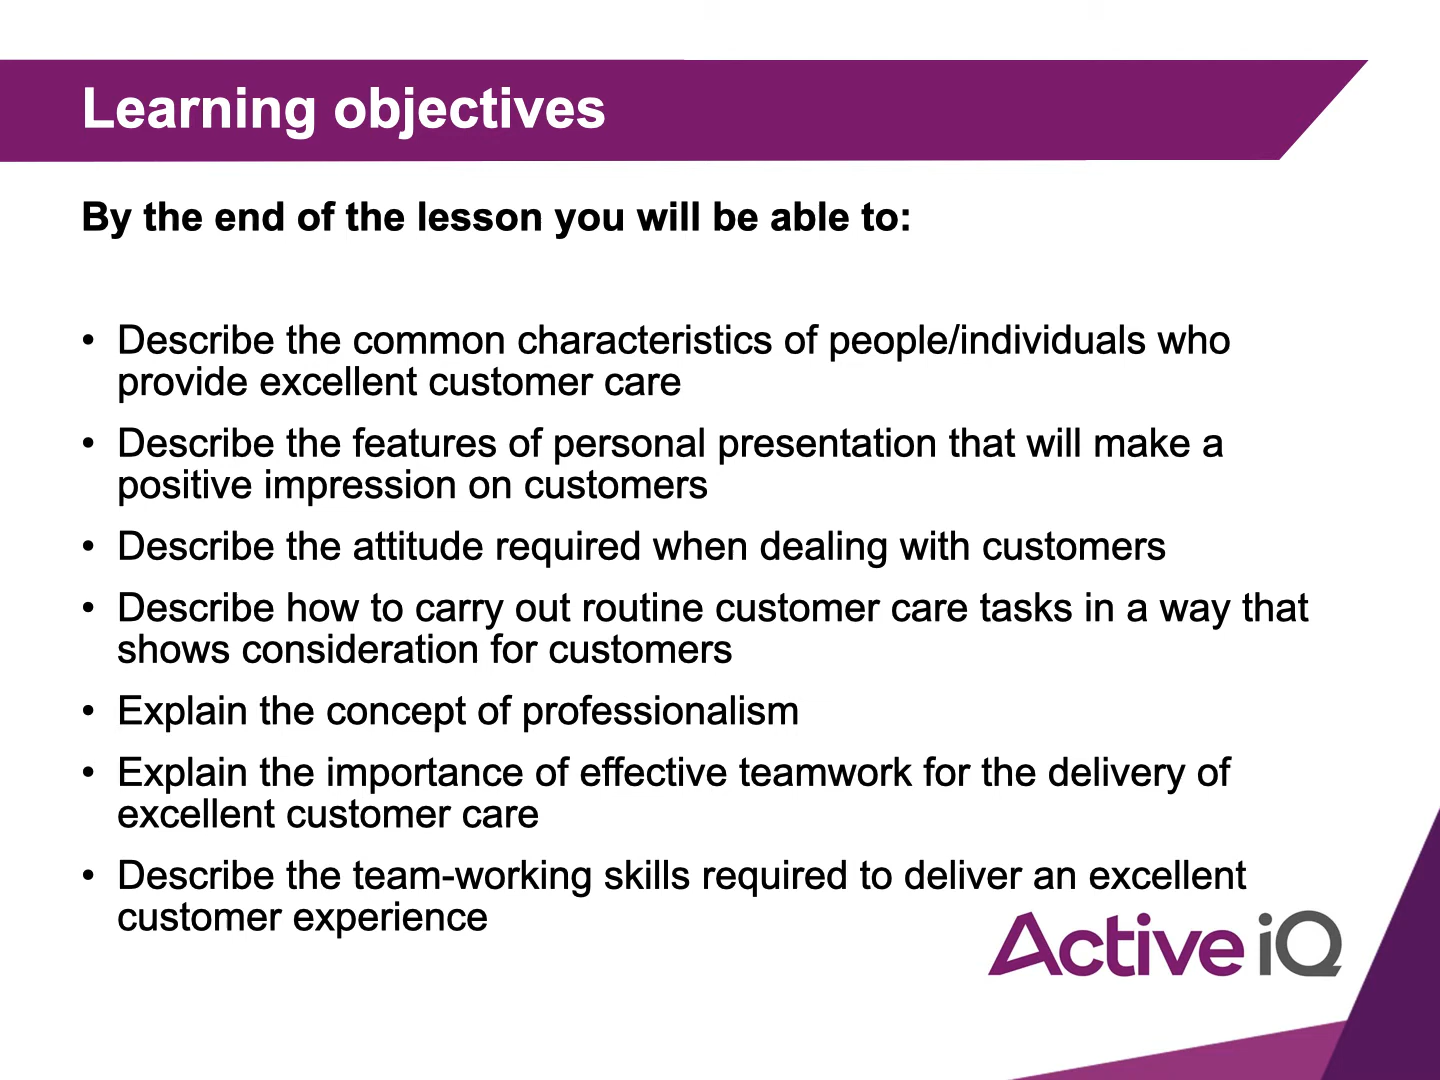 Learning objectives
By the end of the lesson you will be able to:
• Describe the common characteristics of people/individuals who
provide excellent customer care
• Describe the features of personal presentation that will make a
positive impression on customers
• Describe the attitude required when dealing with customers
• Describe how to carry out routine customer care tasks in a way that
shows consideration for customers
• Explain the concept of professionalism
• Explain the importance of effective teamwork for the delivery of
excellent customer care
• Describe the team-working skills required to deliver an excellent
customer experience
Active iQ